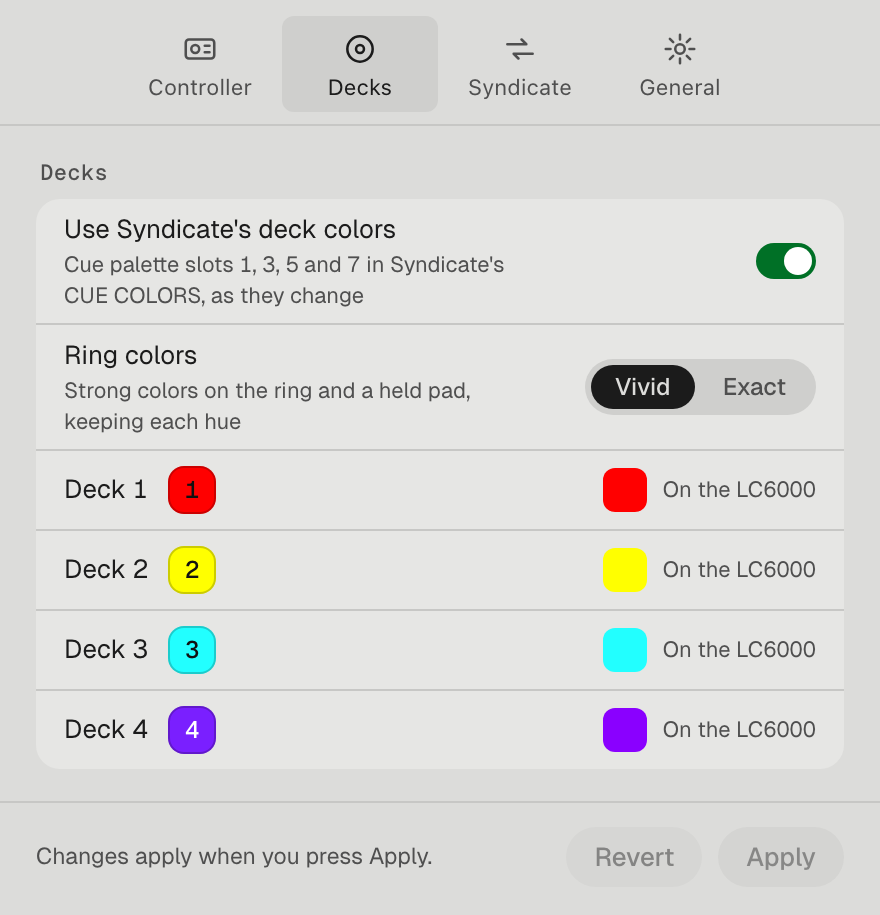 Controller
Decks
Syndicate
General
Decks
Use Syndicate's deck colors
Cue palette slots 1, 3, 5 and 7 in Syndicate's
CUE COLORS, as they change
Ring colors
Strong colors on the ring and a held pad,
keeping each hue
Vivid
Exact
Deck 1
1
On the LC6000
Deck 2
2
On the LC6000
Deck 3
3
On the LC6000
Deck 4
4
On the LC6000
Changes apply when you press Apply.
Revert
Apply